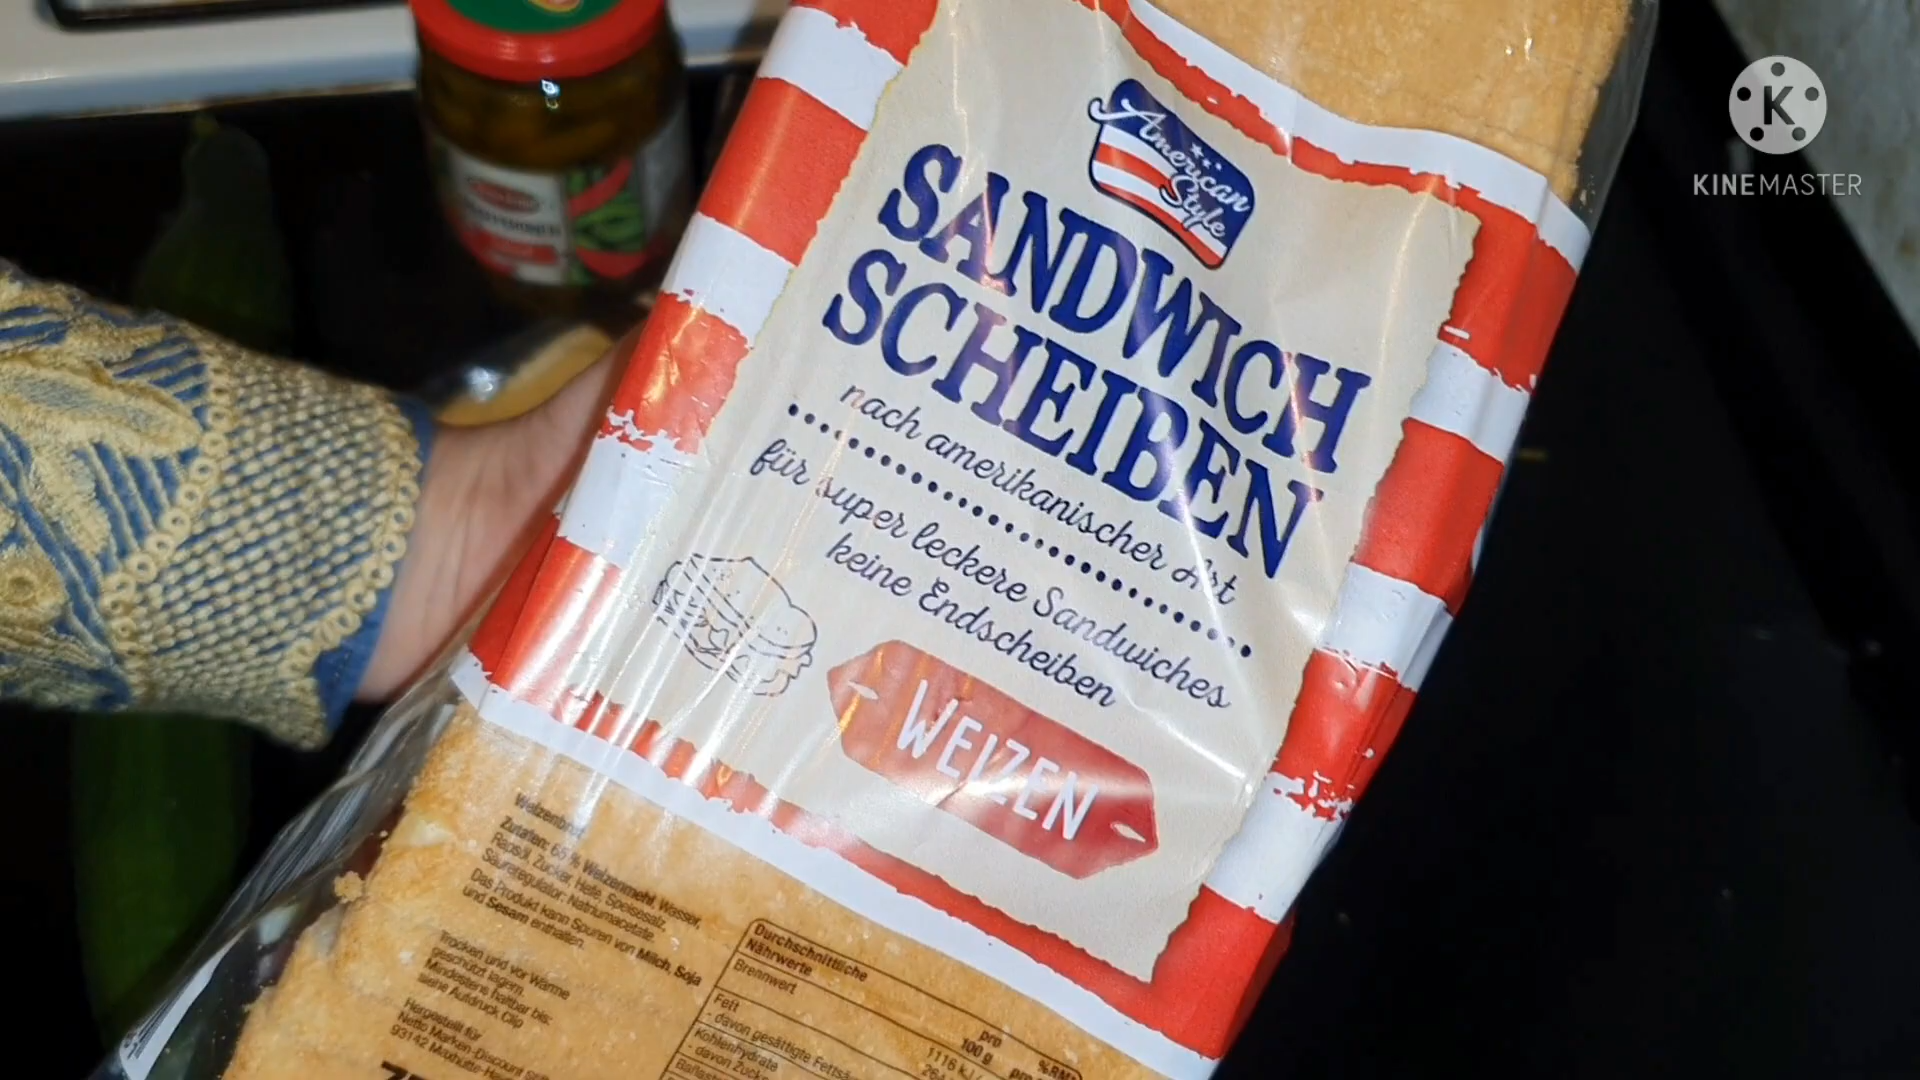 KINEMASTER
American
Style
SANDWICH
SCHEIBEN
nach amerikanischer Art
für super leckere Sandwiches
keine Endscheiben
WEIZEN
Weizenbrot
Zutaten: 65% Weizenmehl, Wasser,
Rapsöl, Zucker, Hefe, Speisesalz,
Säureregulator: Natriumacetate.
Das Produkt kann Spuren von Milch, Soja
und Sesam enthalten.
Trocken und vor Wärme
geschützt lagern.
Mindestens haltbar bis:
siehe Aufdruck Clip
Hergestellt für
Netto Marken-Discount
93142 Maxhütte-
Durchschnittliche
Nährwerte
pro
100 g
%RM
Brennwert
1116 kJ
Fett
- davon gesättigte
Kohlenhydrate
- davon